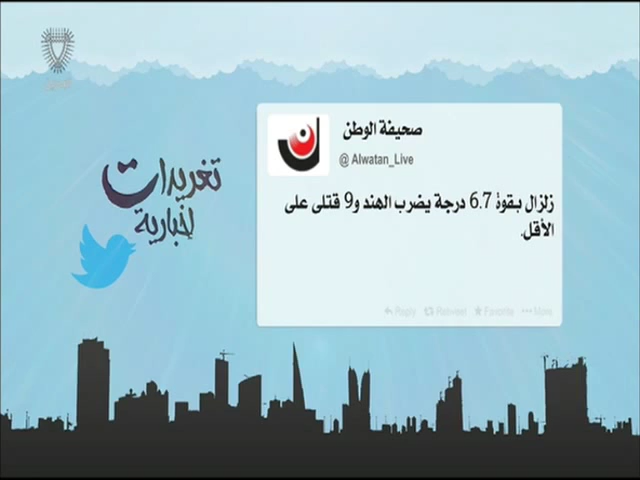 تغريدات
اخبارية
صحيفة الوطن
@ Alwatan_Live
زلزال بقوة 6.7 درجة يضرب الهند و9 قتلى على
الأقل.
Reply Retweet Favorite More